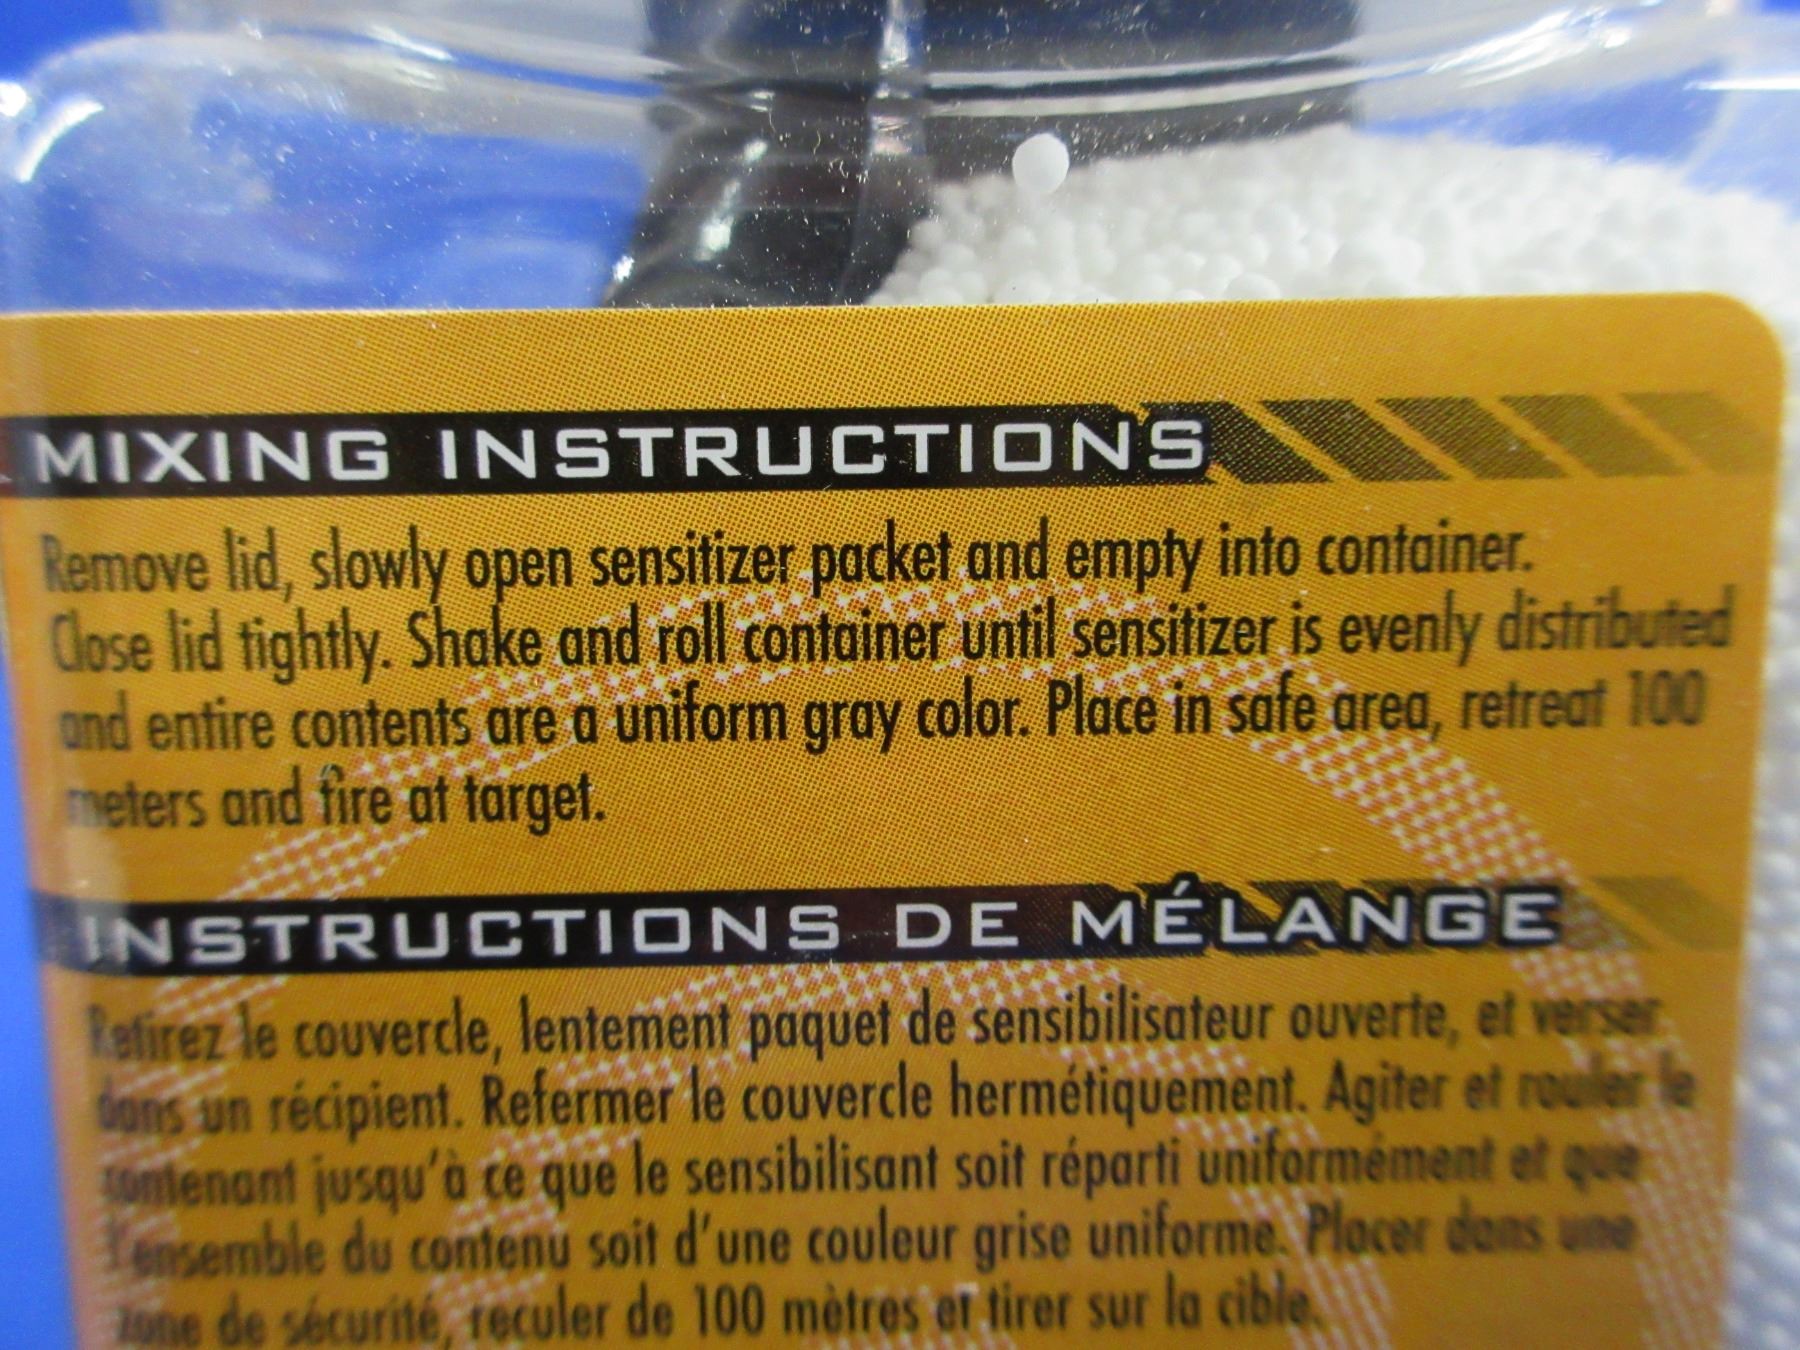 MIXING INSTRUCTIONS
Remove lid, slowly open sensitizer packet and empty into container.
Close lid tightly. Shake and roll container until sensitizer is evenly distributed
and entire contents are a uniform gray color. Place in safe area, retreat 100
meters and fire at target.
INSTRUCTIONS DE MÉLANGE
Retirez le couvercle, lentement paquet de sensibilisateur ouverte, et verser
dans un récipient. Refermer le couvercle hermétiquement. Agiter et rouler le
contenant jusqu'à ce que le sensibilisant soit réparti uniformément et que
l'ensemble du contenu soit d'une couleur grise uniforme. Placer dans une
zone de sécurité, reculer de 100 mètres et tirer sur la cible.